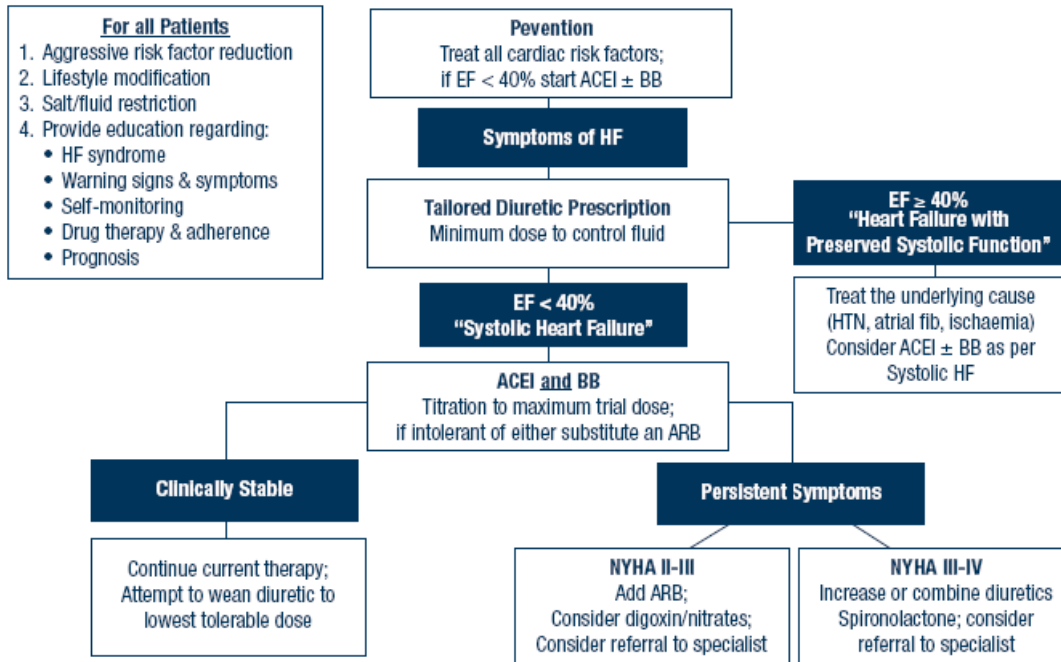 For all Patients
1. Aggressive risk factor reduction
2. Lifestyle modification
3. Salt/fluid restriction
4. Provide education regarding:
• HF syndrome
• Warning signs & symptoms
• Self-monitoring
• Drug therapy & adherence
• Prognosis
Pevention
Treat all cardiac risk factors;
if EF < 40% start ACEI ± BB
Symptoms of HF
Tailored Diuretic Prescription
Minimum dose to control fluid
EF ≥ 40%
“Heart Failure with
Preserved Systolic Function”
Treat the underlying cause
(HTN, atrial fib, ischaemia)
Consider ACEI ± BB as per
Systolic HF
EF < 40%
“Systolic Heart Failure”
ACEI and BB
Titration to maximum trial dose;
if intolerant of either substitute an ARB
Clinically Stable
Continue current therapy;
Attempt to wean diuretic to
lowest tolerable dose
Persistent Symptoms
NYHA II-III
Add ARB;
Consider digoxin/nitrates;
Consider referral to specialist
NYHA III-IV
Increase or combine diuretics
Spironolactone; consider
referral to specialist